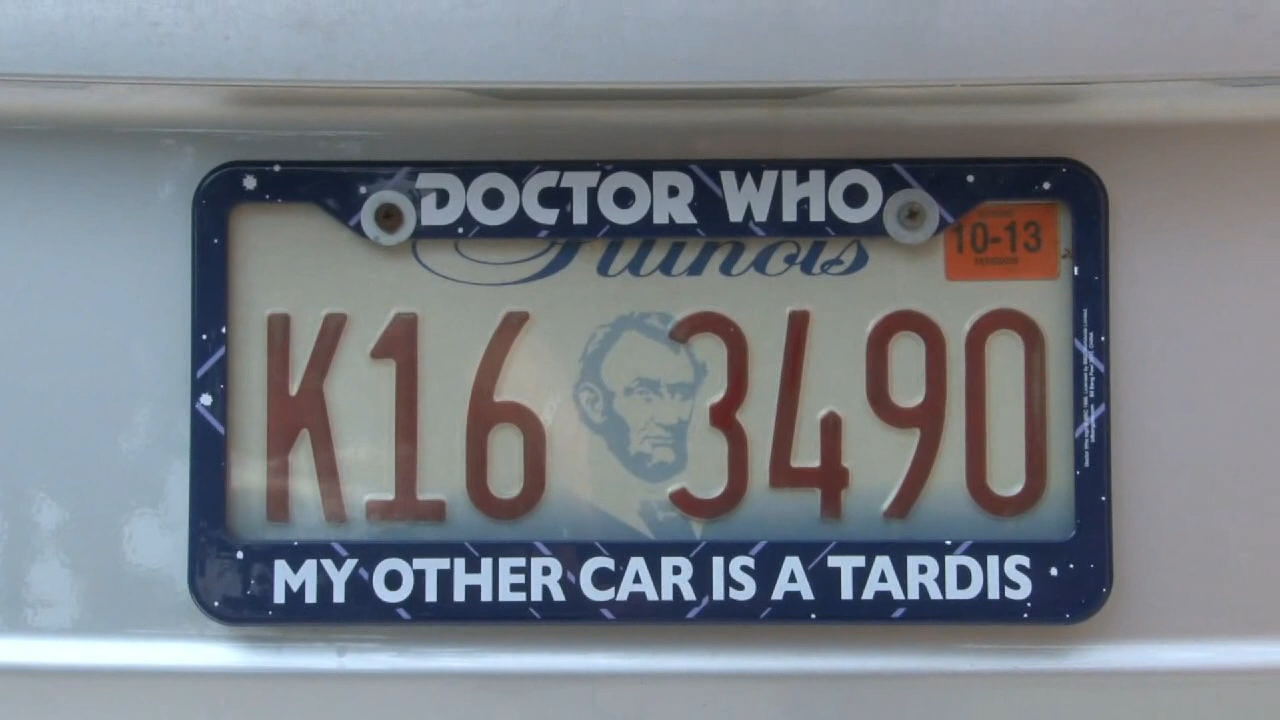 DOCTOR WHO
Illinois
10-13
K16 3490
MY OTHER CAR IS A TARDIS